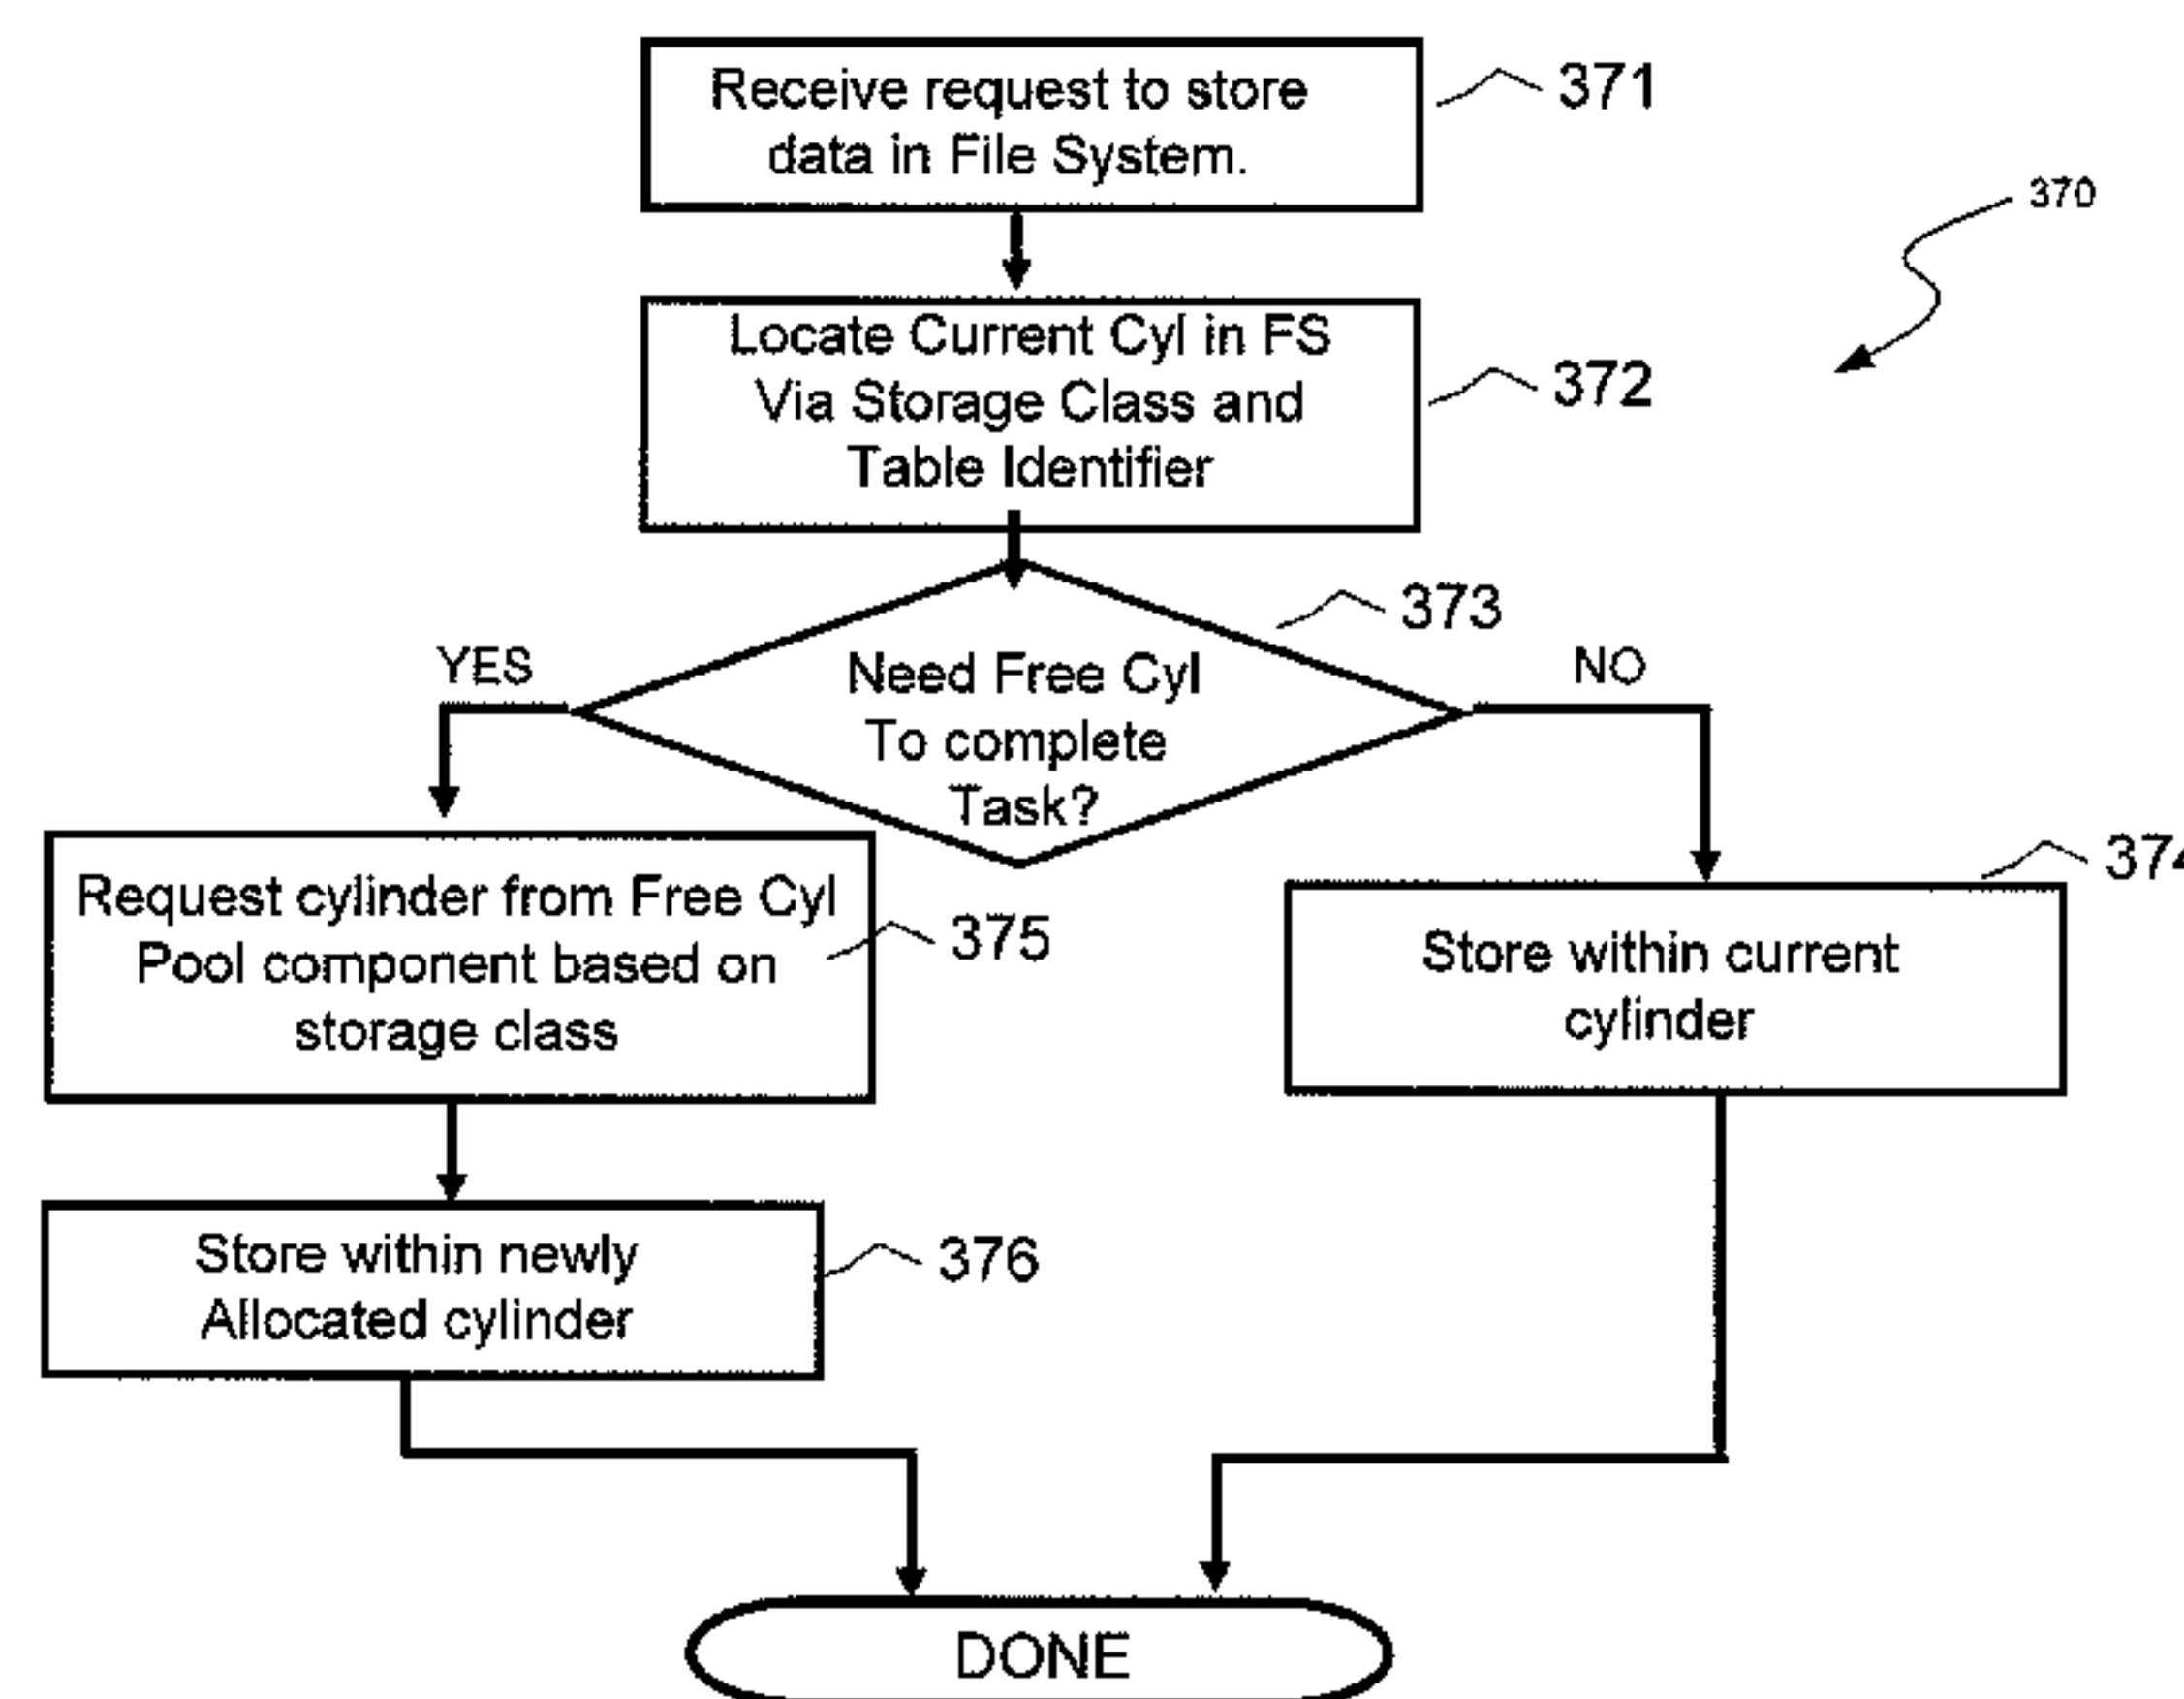 Receive request to store
data in File System.
371
370
Locate Current Cyl in FS
Via Storage Class and
Table Identifier
372
373
YES
Need Free Cyl
To complete
Task?
NO
374
Request cylinder from Free Cyl
Pool component based on
storage class
375
Store within current
cylinder
Store within newly
Allocated cylinder
376
DONE